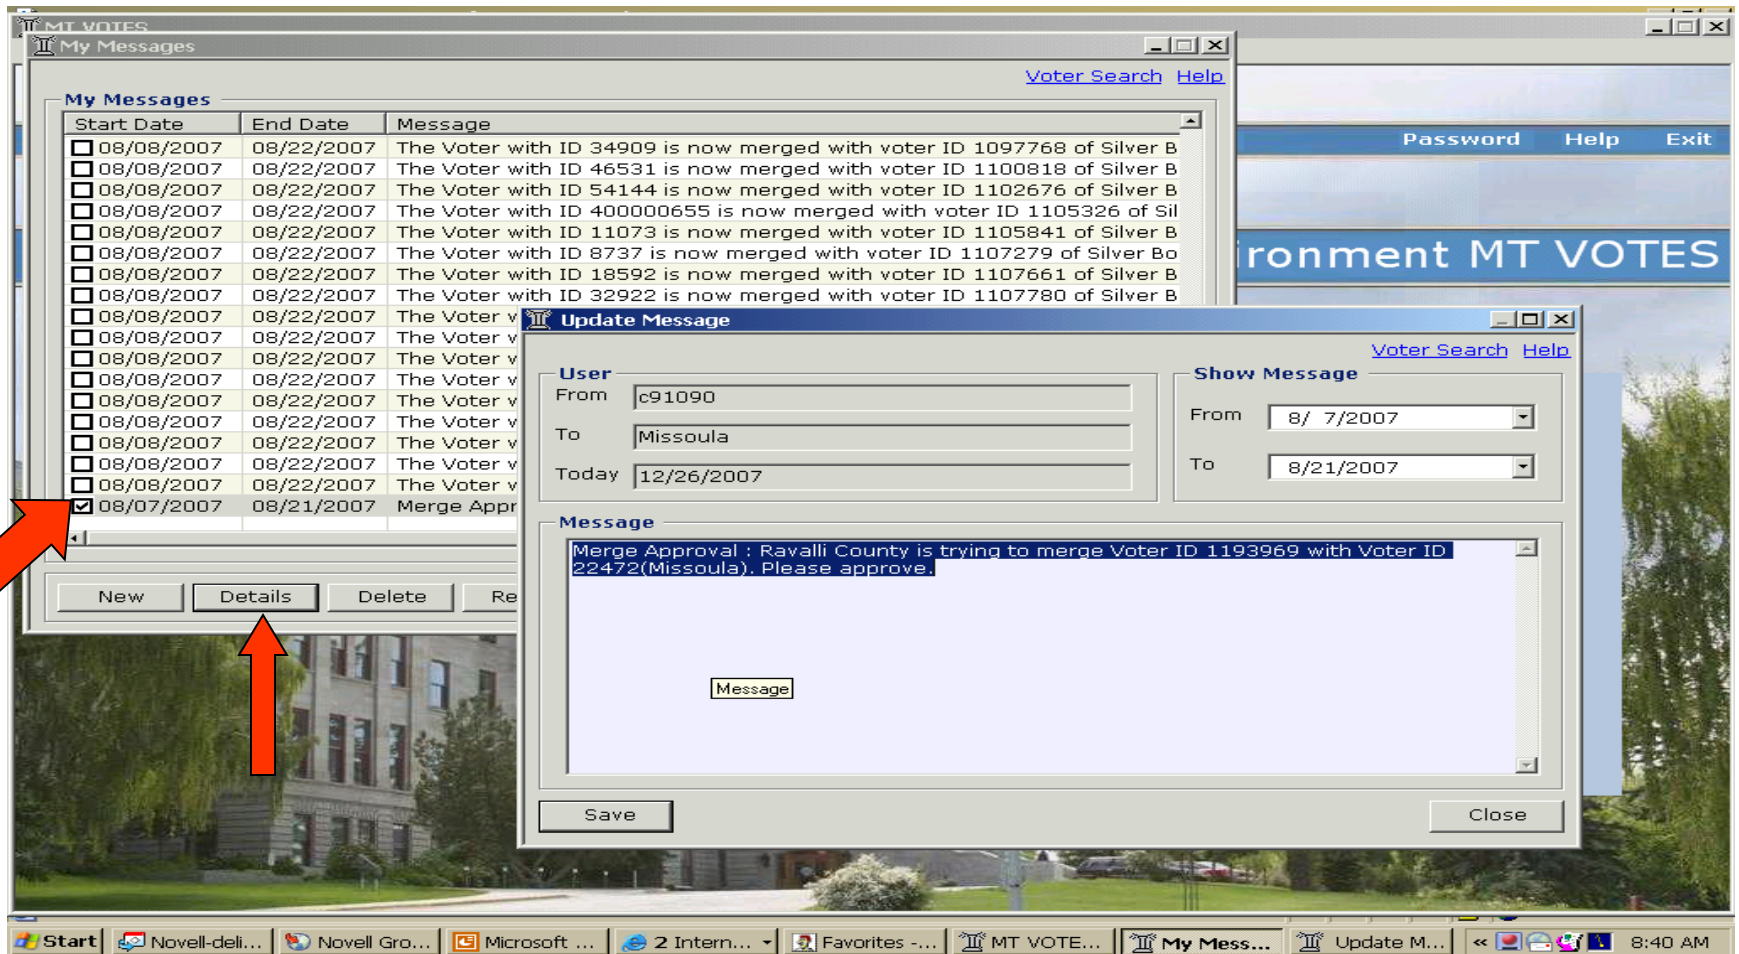 MT VOTES
My Messages
Voter Search Help
My Messages
Start Date End Date Message
08/08/2007 08/22/2007 The Voter with ID 34909 is now merged with voter ID 1097768 of Silver B
08/08/2007 08/22/2007 The Voter with ID 46531 is now merged with voter ID 1100818 of Silver B
08/08/2007 08/22/2007 The Voter with ID 54144 is now merged with voter ID 1102676 of Silver B
08/08/2007 08/22/2007 The Voter with ID 400000655 is now merged with voter ID 1105326 of Sil
08/08/2007 08/22/2007 The Voter with ID 11073 is now merged with voter ID 1105841 of Silver B
08/08/2007 08/22/2007 The Voter with ID 8737 is now merged with voter ID 1107279 of Silver Bo
08/08/2007 08/22/2007 The Voter with ID 18592 is now merged with voter ID 1107661 of Silver B
08/08/2007 08/22/2007 The Voter with ID 32922 is now merged with voter ID 1107780 of Silver B
08/08/2007 08/22/2007 The Voter v
08/08/2007 08/22/2007 The Voter v
08/08/2007 08/22/2007 The Voter v
08/08/2007 08/22/2007 The Voter v
08/08/2007 08/22/2007 The Voter v
08/08/2007 08/22/2007 The Voter v
08/08/2007 08/22/2007 The Voter v
08/08/2007 08/22/2007 The Voter v
08/08/2007 08/22/2007 The Voter v
08/07/2007 08/21/2007 Merge Appr
New Details Delete Re
Password Help Exit
ironment MT VOTES
Update Message
Voter Search Help
User
From c91090
To Missoula
Today 12/26/2007
Show Message
From 8/ 7/2007
To 8/21/2007
Message
Merge Approval : Ravalli County is trying to merge Voter ID 1193969 with Voter ID
22472(Missoula). Please approve.
Message
Save Close
Start Novell-deli... Novell Gro... Microsoft ... 2 Intern... Favorites -... MT VOTE... My Mess... Update M... « 8:40 AM